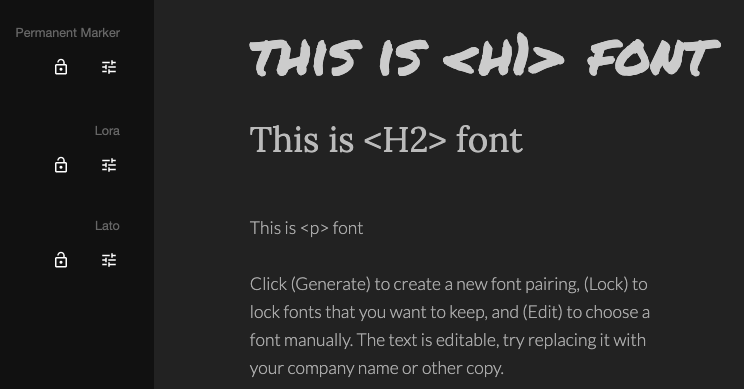 Permanent Marker
THIS IS <H1> FONT
Lora
This is <H2> font
Lato
This is <p> font
Click (Generate) to create a new font pairing, (Lock) to
lock fonts that you want to keep, and (Edit) to choose a
font manually. The text is editable, try replacing it with
your company name or other copy.